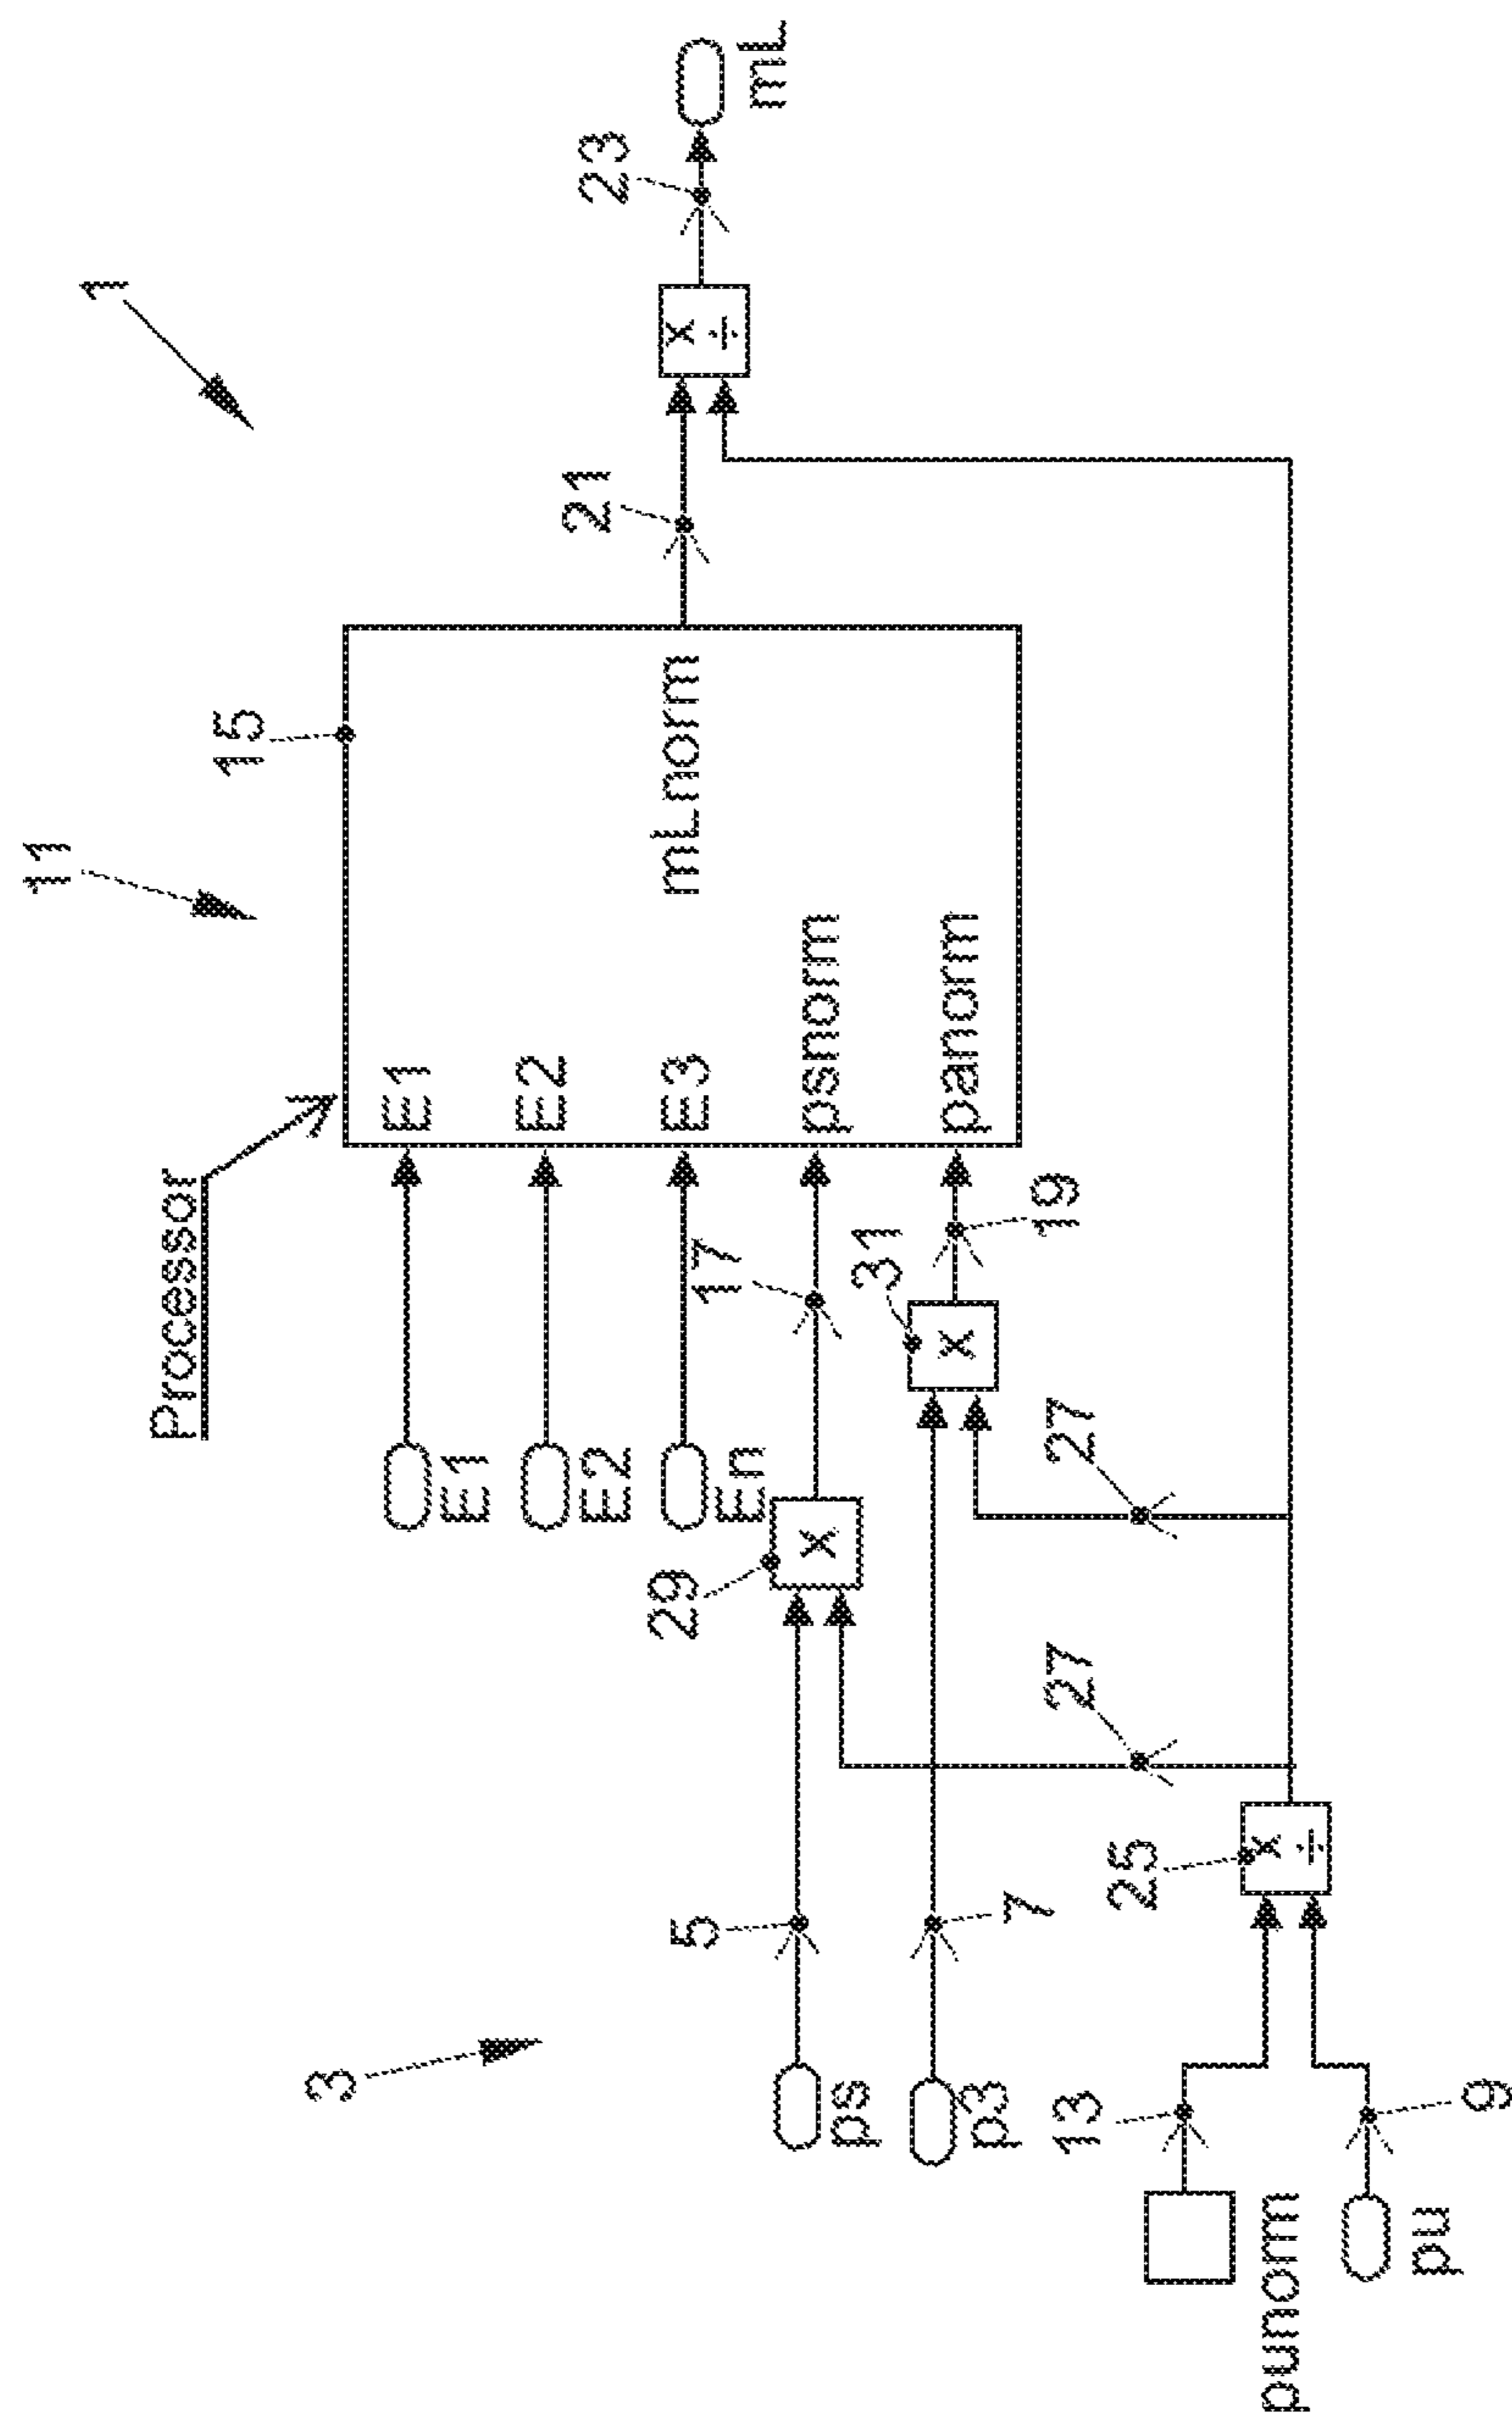 1
11
Processor
15
E1
E2
E3
psnorm
panorm
mLnorm
21
23
x
÷
mL
E1
E2
En
17
31
x
19
29
x
27
27
3
5
ps
7
p3
25
x
÷
13
punorm
9
pu